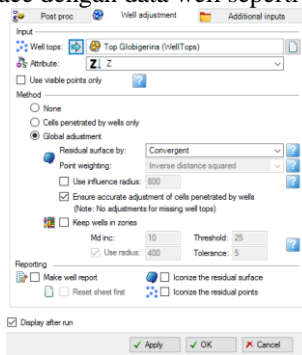 ace dengan data well seperti
Post proc Well adjustment Additional inputs
Input
Well tops: Top Globigerina (WellTops)
Attribute: Z Z
Use visible points only ?
Method
None
Cells penetrated by wells only
Global adjustment
Residual surface by: Convergent ?
Point weighting: Inverse distance squared ?
Use influence radius: 800 ?
Ensure accurate adjustment of cells penetrated by wells
(Note: No adjustments for missing well tops)
Keep wells in zones
Md inc: 10 Threshold: 25
Use radius: 400 Tolerance: 5 ?
Reporting
Make well report Iconize the residual surface
Reset sheet first Iconize the residual points
Display after run
Apply OK Cancel